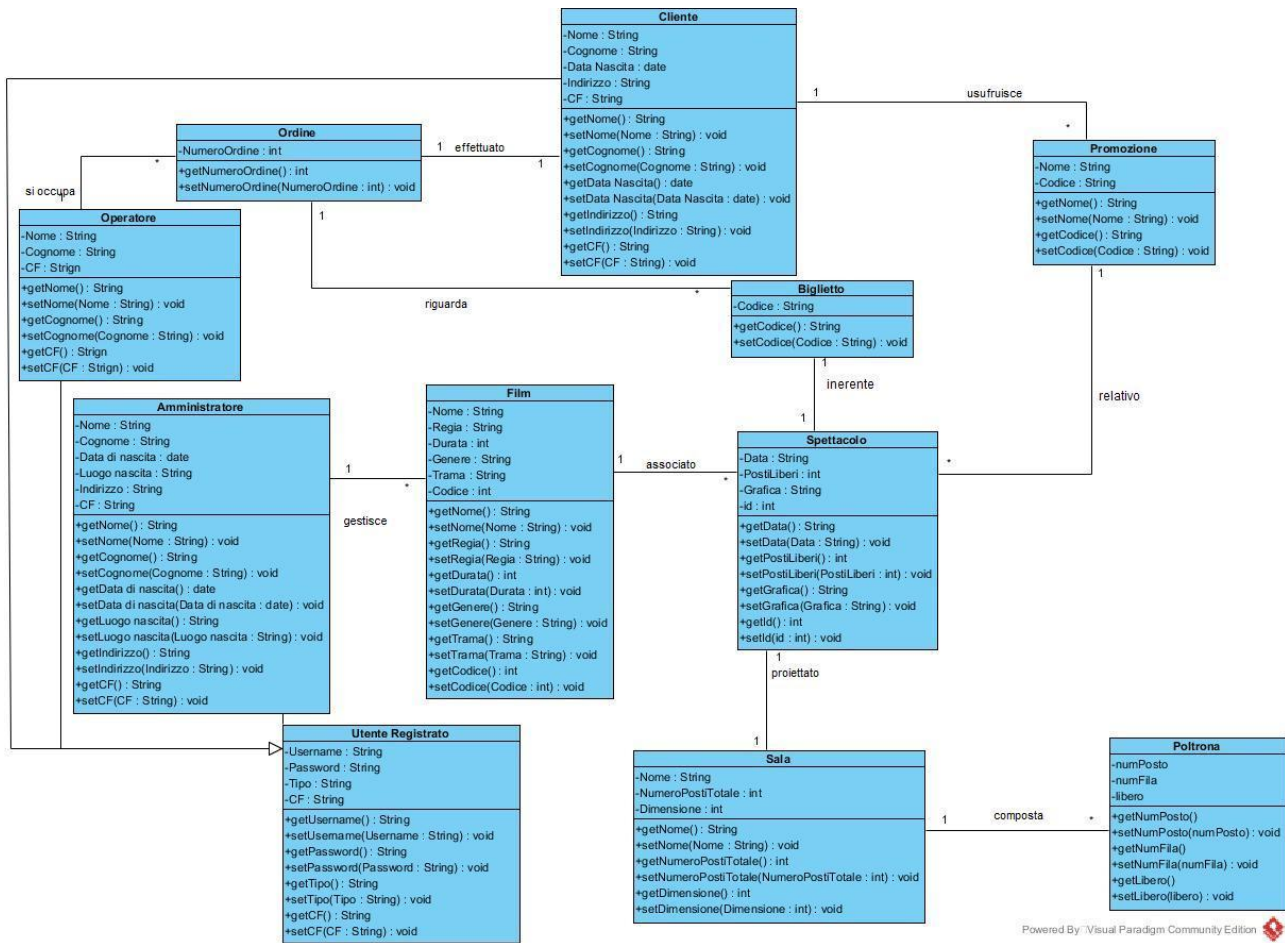 Cliente
-Nome : String
-Cognome : String
-Data Nascita : date
-Indirizzo : String
-CF : String
+getNome() : String
+setNome(Nome : String) : void
+getCognome() : String
+setCognome(Cognome : String) : void
+getData Nascita() : date
+setData Nascita(Data Nascita : date) : void
+getIndirizzo() : String
+setIndirizzo(Indirizzo : String) : void
+getCF() : String
+setCF(CF : String) : void
1
usufruisce
*
Ordine
-NumeroOrdine : int
+getNumeroOrdine() : int
+setNumeroOrdine(NumeroOrdine : int) : void
1
effettuato
1
*
si occupa
1
1
riguarda
*
Promozione
-Nome : String
-Codice : String
+getNome() : String
+setNome(Nome : String) : void
+getCodice() : String
+setCodice(Codice : String) : void
1
relativo
*
Operatore
-Nome : String
-Cognome : String
-CF : Strign
+getNome() : String
+setNome(Nome : String) : void
+getCognome() : String
+setCognome(Cognome : String) : void
+getCF() : Strign
+setCF(CF : Strign) : void
Biglietto
-Codice : String
+getCodice() : String
+setCodice(Codice : String) : void
1
inerente
1
Amministratore
-Nome : String
-Cognome : String
-Data di nascita : date
-Luogo nascita : String
-Indirizzo : String
-CF : String
+getNome() : String
+setNome(Nome : String) : void
+getCognome() : String
+setCognome(Cognome : String) : void
+getData di nascita() : date
+setData di nascita(Data di nascita : date) : void
+getLuogo nascita() : String
+setLuogo nascita(Luogo nascita : String) : void
+getIndirizzo() : String
+setIndirizzo(Indirizzo : String) : void
+getCF() : String
+setCF(CF : String) : void
1
gestisce
*
Film
-Nome : String
-Regia : String
-Durata : int
-Genere : String
-Trama : String
-Codice : int
+getNome() : String
+setNome(Nome : String) : void
+getRegia() : String
+setRegia(Regia : String) : void
+getDurata() : int
+setDurata(Durata : int) : void
+getGenere() : String
+setGenere(Genere : String) : void
+getTrama() : String
+setTrama(Trama : String) : void
+getCodice() : int
+setCodice(Codice : int) : void
1
associato
*
Spettacolo
-Data : String
-PostiLiberi : int
-Grafica : String
-id : int
+getData() : String
+setData(Data : String) : void
+getPostiLiberi() : int
+setPostiLiberi(PostiLiberi : int) : void
+getGrafica() : String
+setGrafica(Grafica : String) : void
+getId() : int
+setId(id : int) : void
1
proiettato
1
Utente Registrato
-Username : String
-Password : String
-Tipo : String
-CF : String
+getUsername() : String
+setUsername(Username : String) : void
+getPassword() : String
+setPassword(Password : String) : void
+getTipo() : String
+setTipo(Tipo : String) : void
+getCF() : String
+setCF(CF : String) : void
Sala
-Nome : String
-NumeroPostiTotale : int
-Dimensione : int
+getNome() : String
+setNome(Nome : String) : void
+getNumeroPostiTotale() : int
+setNumeroPostiTotale(NumeroPostiTotale : int) : void
+getDimensione() : int
+setDimensione(Dimensione : int) : void
1
composta
*
Poltrona
-numPosto
-numFila
-libero
+getNumPosto()
+setNumPosto(numPosto) : void
+getNumFila()
+setNumFila(numFila) : void
+getLibero()
+setLibero(libero) : void
Powered By Visual Paradigm Community Edition